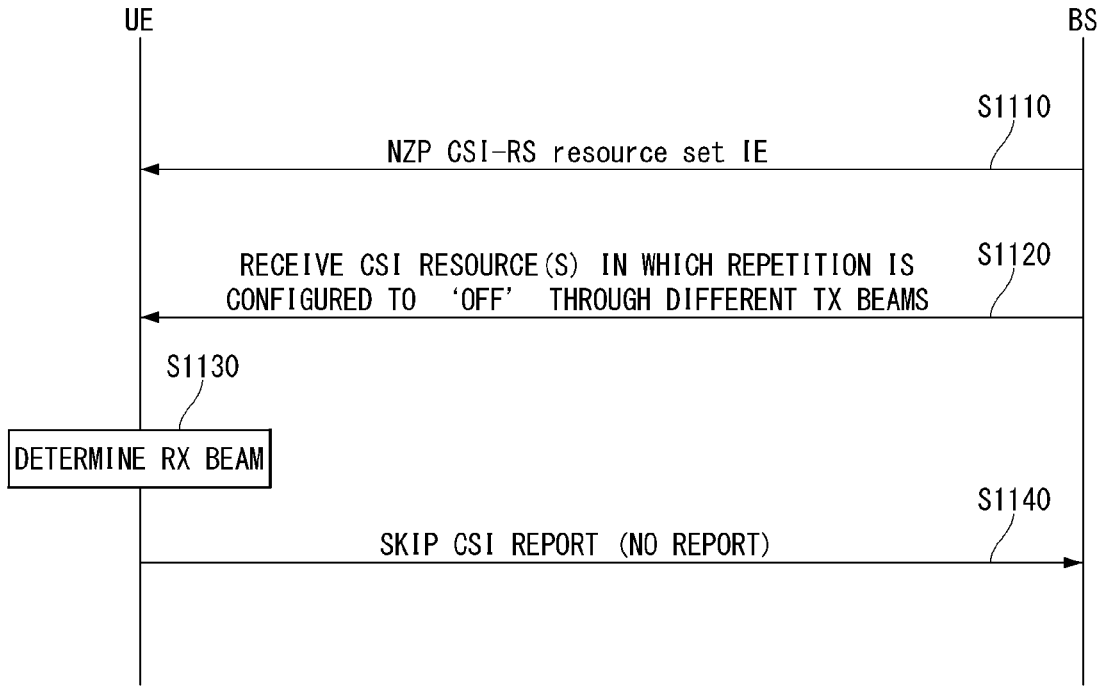 UE
BS
S1110
NZP CSI-RS resource set IE
S1120
RECEIVE CSI RESOURCE(S) IN WHICH REPETITION IS
CONFIGURED TO 'OFF' THROUGH DIFFERENT TX BEAMS
S1130
DETERMINE RX BEAM
S1140
SKIP CSI REPORT (NO REPORT)